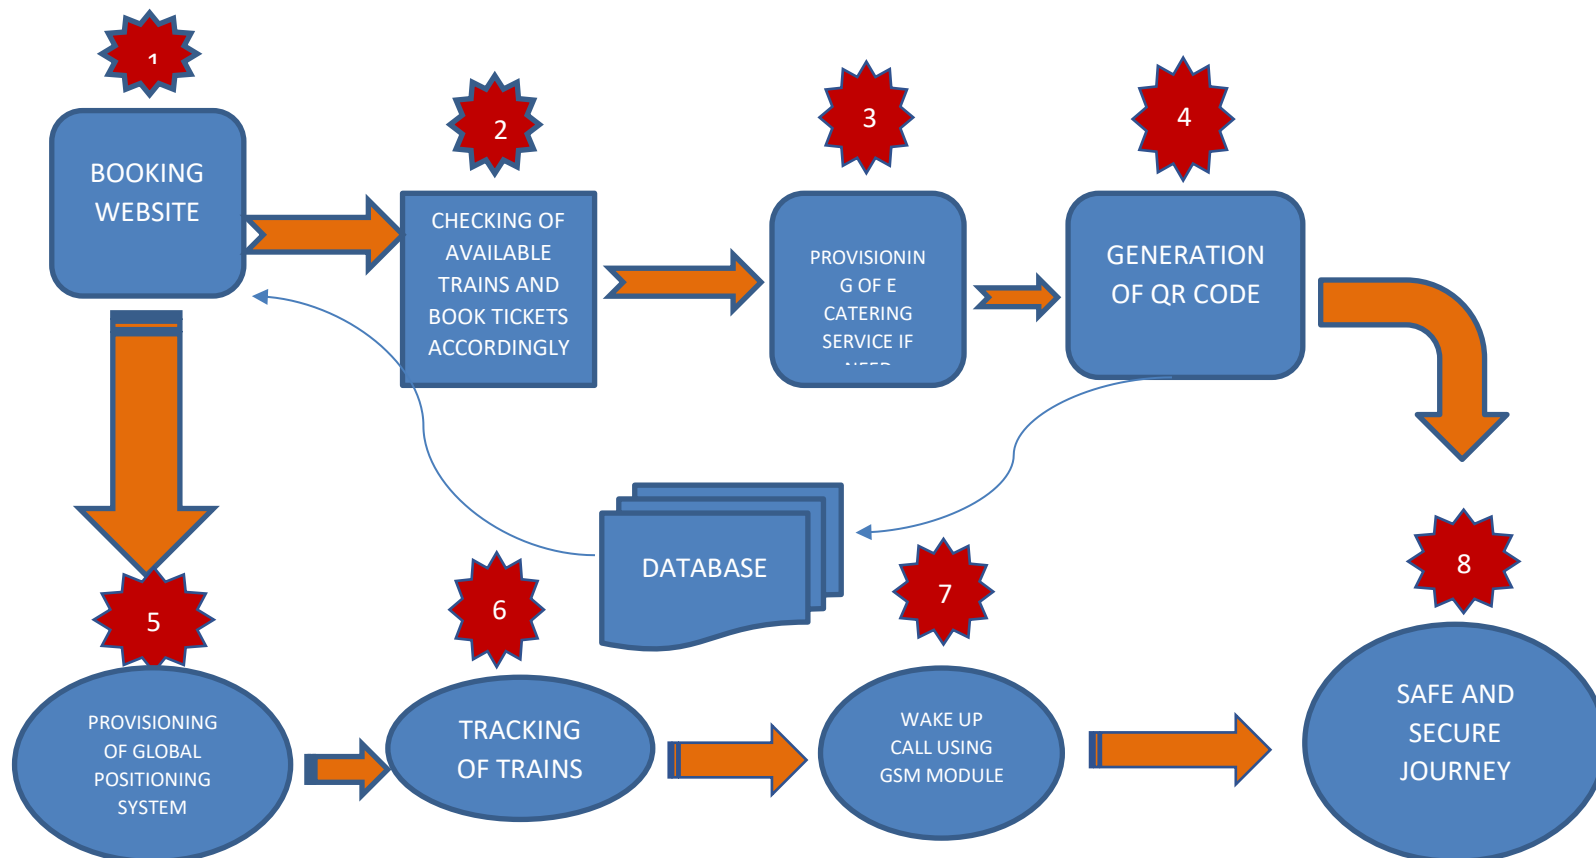 1
BOOKING
WEBSITE
2
CHECKING OF
AVAILABLE
TRAINS AND
BOOK TICKETS
ACCORDINGLY
3
PROVISIONIN
G OF E
CATERING
SERVICE IF
NEED
4
GENERATION
OF QR CODE
DATABASE
5
PROVISIONING
OF GLOBAL
POSITIONING
SYSTEM
6
TRACKING
OF TRAINS
7
WAKE UP
CALL USING
GSM MODULE
8
SAFE AND
SECURE
JOURNEY